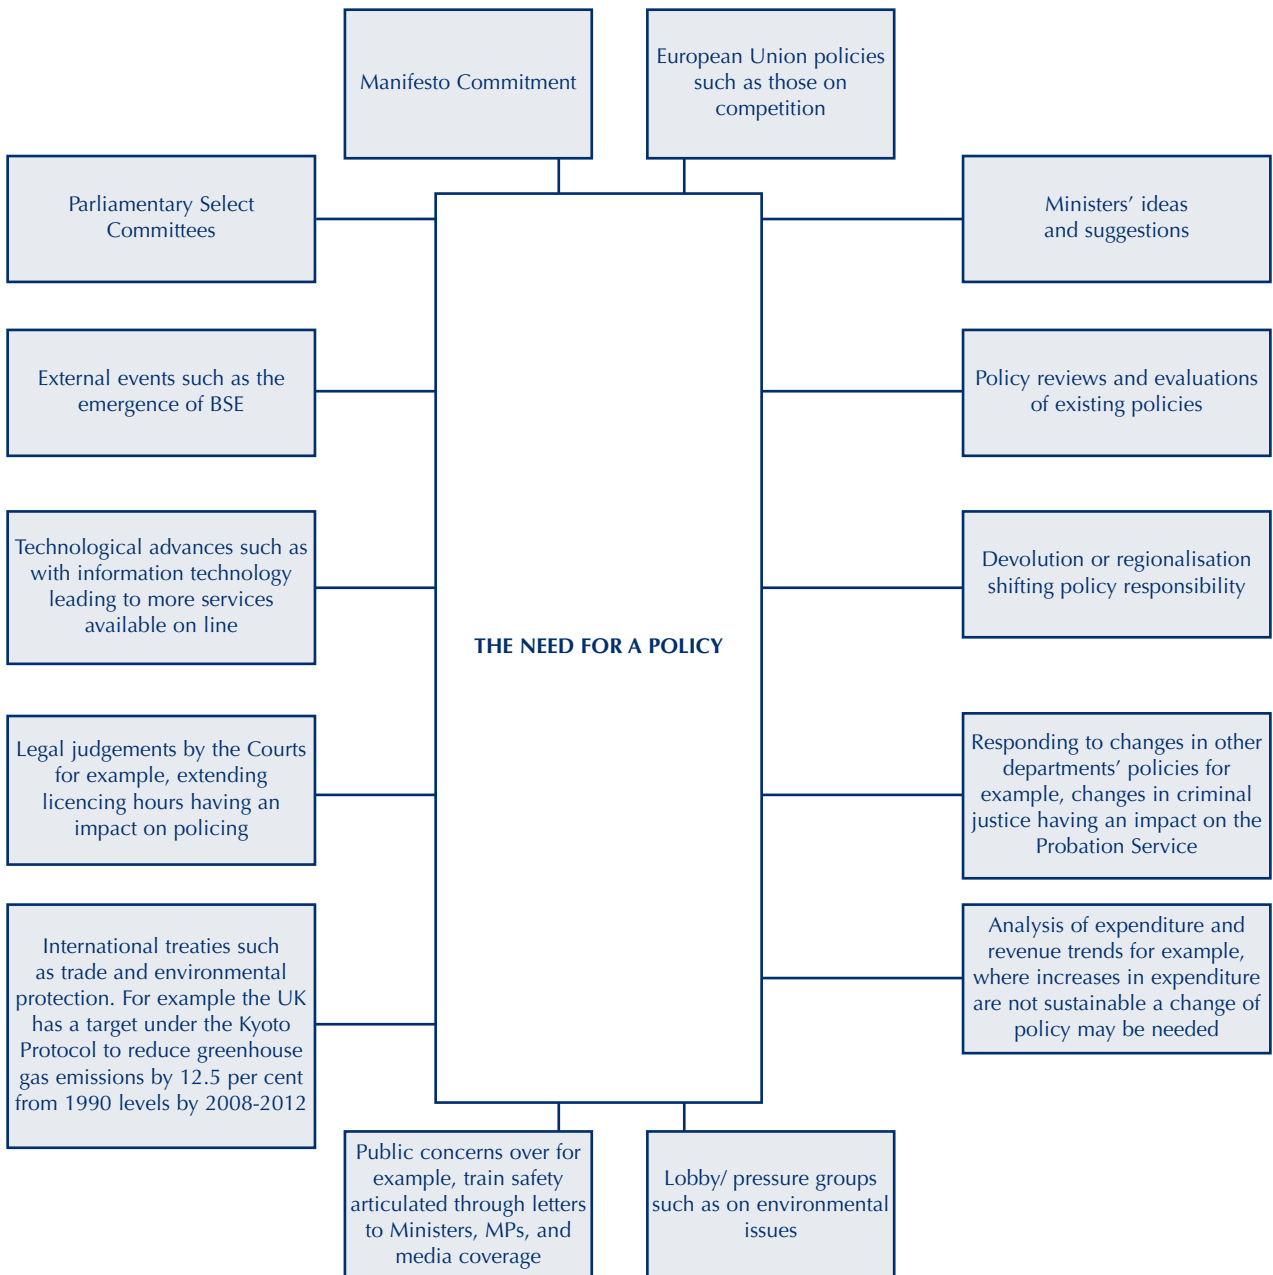 Manifesto Commitment
European Union policies
such as those on
competition
Parliamentary Select
Committees
Ministers’ ideas
and suggestions
External events such as the
emergence of BSE
Policy reviews and evaluations
of existing policies
Technological advances such as
with information technology
leading to more services
available on line
Devolution or regionalisation
shifting policy responsibility
THE NEED FOR A POLICY
Legal judgements by the Courts
for example, extending
licencing hours having an
impact on policing
Responding to changes in other
departments’ policies for
example, changes in criminal
justice having an impact on the
Probation Service
International treaties such
as trade and environmental
protection. For example the UK
has a target under the Kyoto
Protocol to reduce greenhouse
gas emissions by 12.5 per cent
from 1990 levels by 2008-2012
Analysis of expenditure and
revenue trends for example,
where increases in expenditure
are not sustainable a change of
policy may be needed
Public concerns over for
example, train safety
articulated through letters
to Ministers, MPs, and
media coverage
Lobby/ pressure groups
such as on environmental
issues